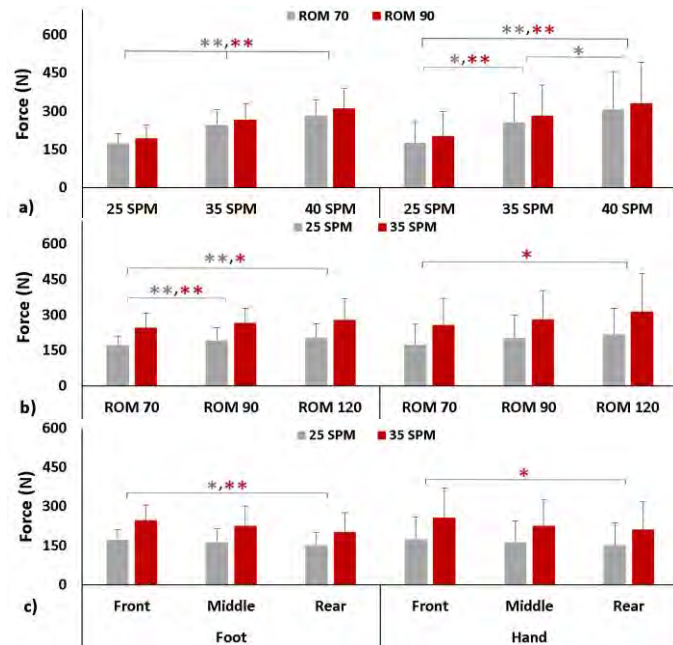 ROM 70 ROM 90
600
450
300
150
0
Force (N)
**,**
**,**
*,**
*
25 SPM 35 SPM 40 SPM 25 SPM 35 SPM 40 SPM
a)
25 SPM 35 SPM
600
450
300
150
0
Force (N)
**,*
**,**
*
ROM 70 ROM 90 ROM 120 ROM 70 ROM 90 ROM 120
b)
25 SPM 35 SPM
600
450
300
150
0
Force (N)
*,**
*
Front Middle Rear Front Middle Rear
c)
Foot Hand